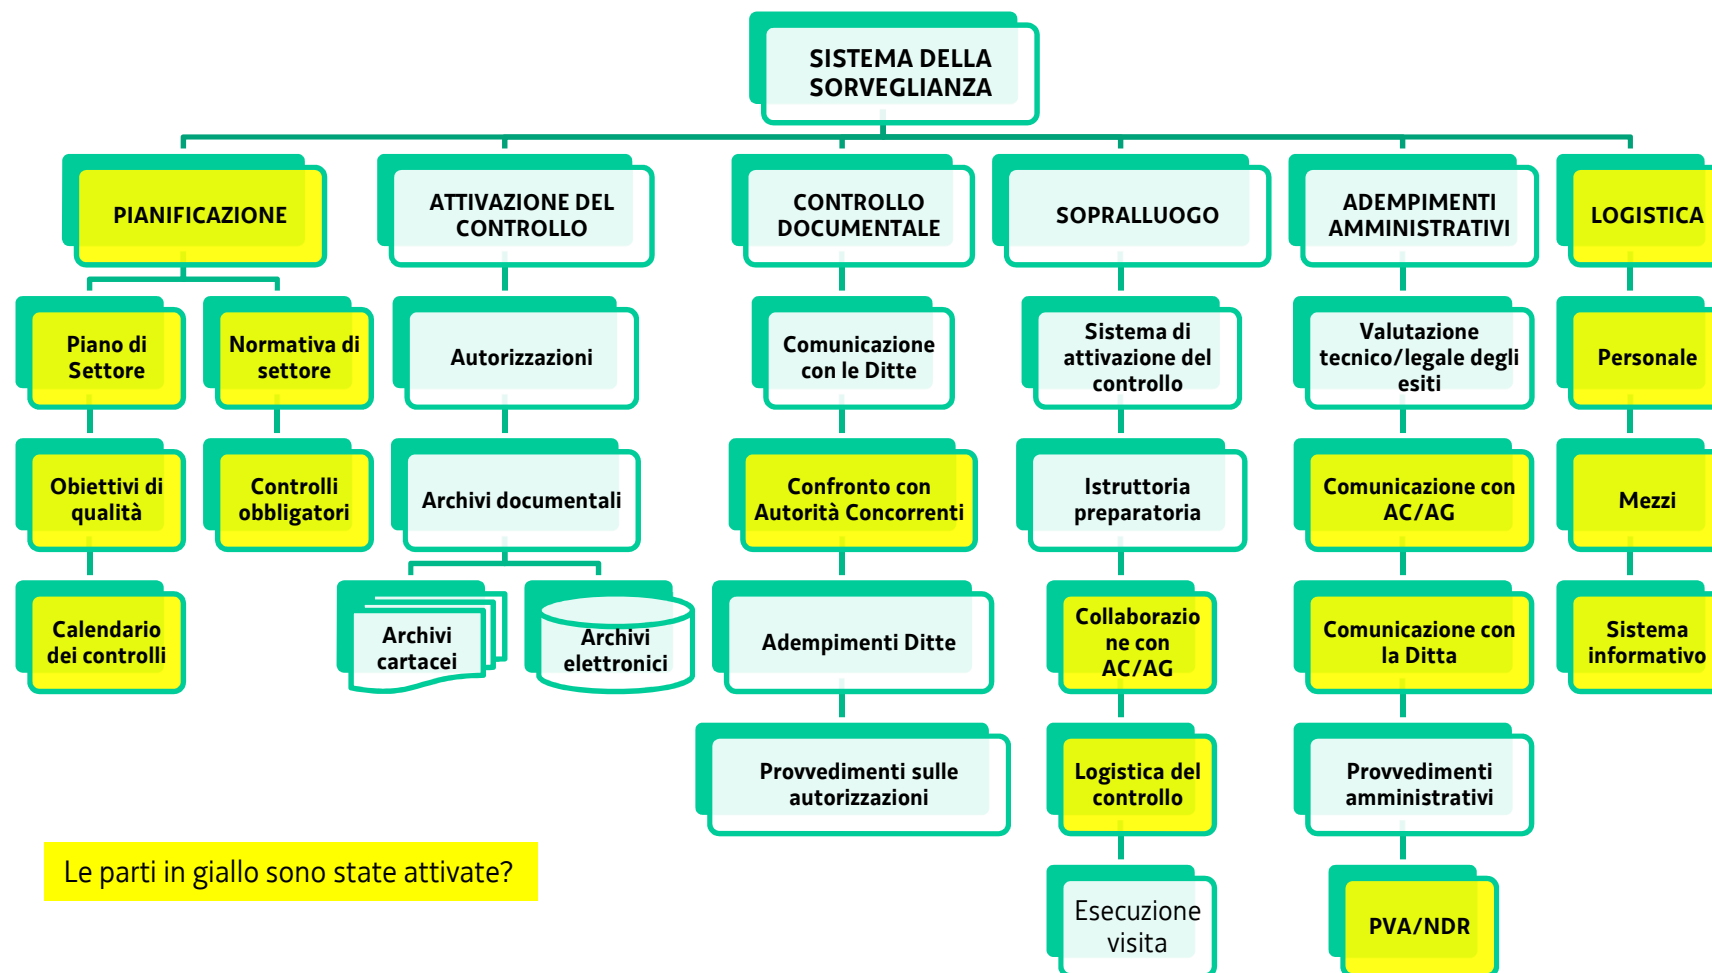 SISTEMA DELLA
SORVEGLIANZA
PIANIFICAZIONE
ATTIVAZIONE DEL
CONTROLLO
CONTROLLO
DOCUMENTALE
SOPRALLUOGO
ADEMPIMENTI
AMMINISTRATIVI
LOGISTICA
Piano di
Settore
Normativa di
settore
Autorizzazioni
Comunicazione
con le Ditte
Sistema di
attivazione del
controllo
Valutazione
tecnico/legale degli
esiti
Personale
Obiettivi di
qualità
Controlli
obbligatori
Archivi documentali
Confronto con
Autorità Concorrenti
Istruttoria
preparatoria
Comunicazione con
AC/AG
Mezzi
Calendario
dei controlli
Archivi
cartacei
Archivi
elettronici
Adempimenti Ditte
Collaborazio
ne con
AC/AG
Comunicazione con
la Ditta
Sistema
informativo
Provvedimenti sulle
autorizzazioni
Logistica del
controllo
Provvedimenti
amministrativi
Le parti in giallo sono state attivate?
Esecuzione
visita
PVA/NDR